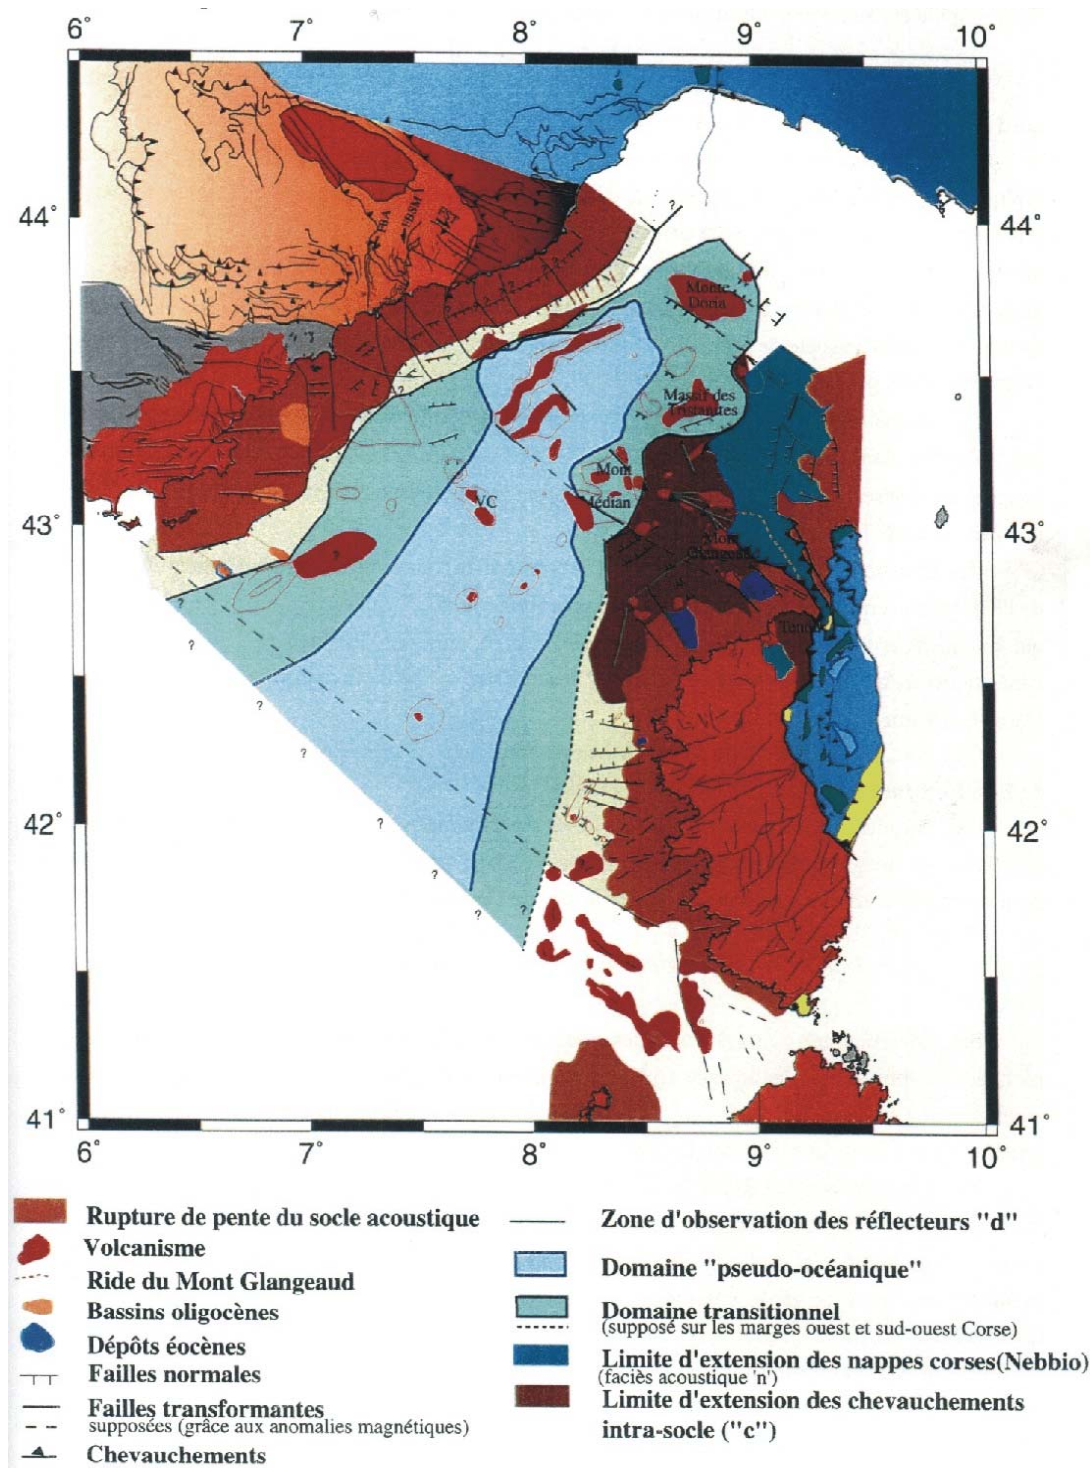 6° 7° 8° 9° 10°
44° 44°
?
FBA
FBSM
Monte
Doria
?
Massif des
Tristanites
Mont
Médian
VC
43° 43°
?
Mont
Glangeaud
Tenda
?
?
?
?
42° 42°
?
?
?
?
?
41° 41°
6° 7° 8° 9° 10°
Rupture de pente du socle acoustique
Volcanisme
Ride du Mont Glangeaud
Bassins oligocènes
Dépôts éocènes
Failles normales
Failles transformantes
supposées (grâce aux anomalies magnétiques)
Chevauchements
Zone d'observation des réflecteurs "d"
Domaine "pseudo-océanique"
Domaine transitionnel
(supposé sur les marges ouest et sud-ouest Corse)
Limite d'extension des nappes corses(Nebbio)
(faciès acoustique 'n')
Limite d'extension des chevauchements
intra-socle ("c")